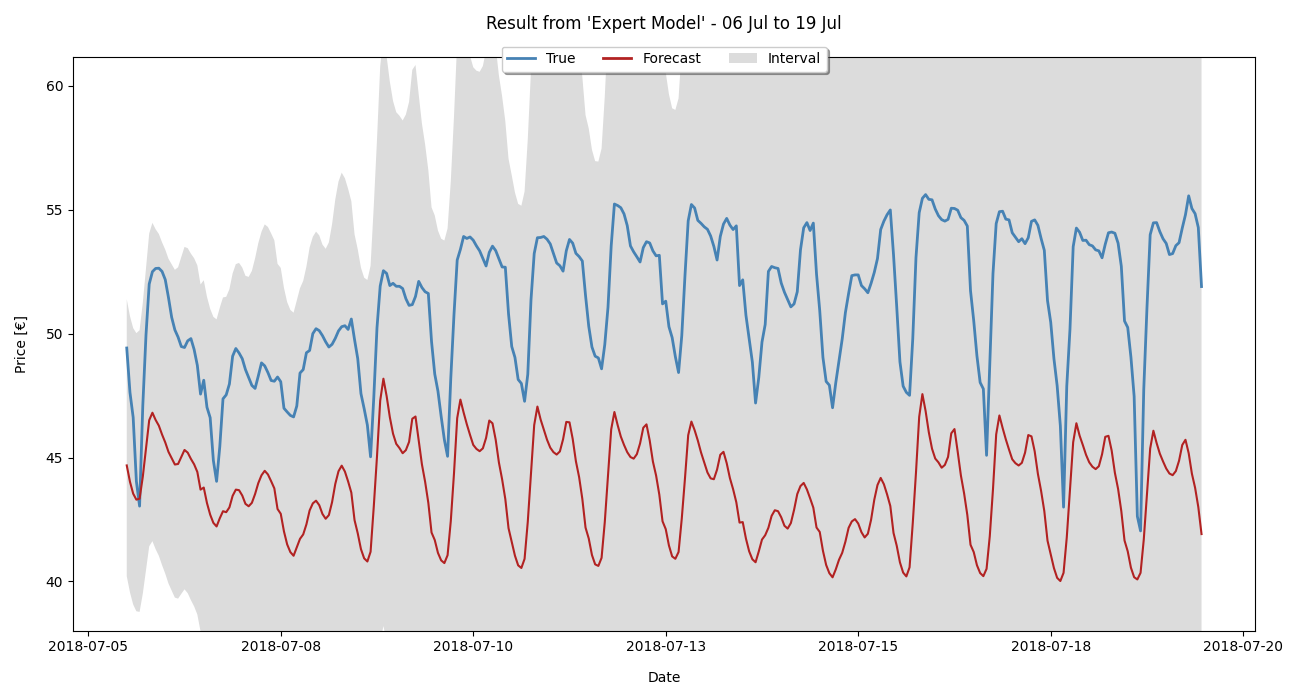 Result from 'Expert Model' - 06 Jul to 19 Jul
True Forecast Interval
Price [€]
60
55
50
45
40
2018-07-05 2018-07-08 2018-07-10 2018-07-13 2018-07-15 2018-07-18 2018-07-20
Date